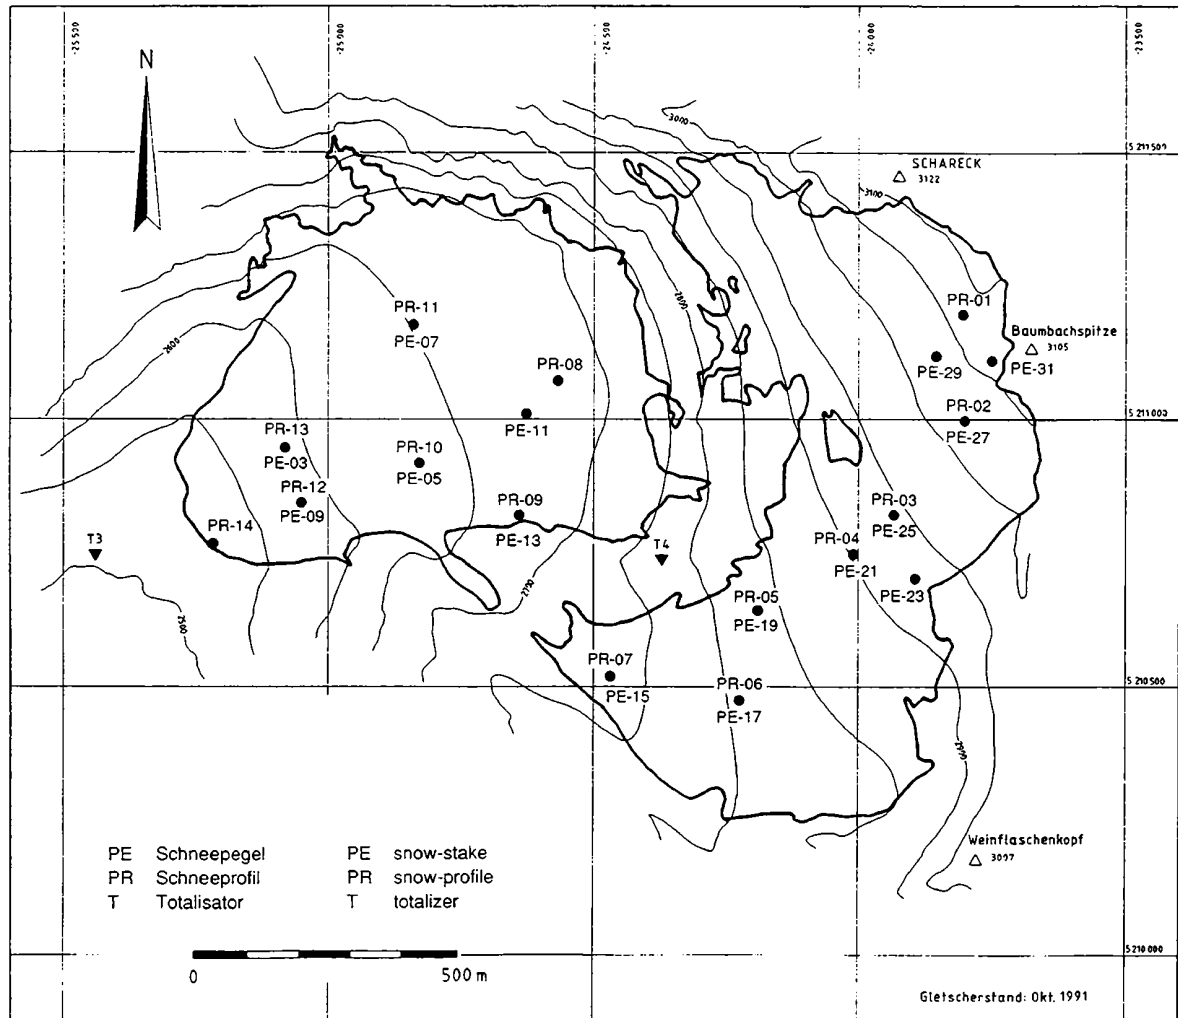 -25 500
-25 000
-24 500
-24 000
-23 500
N
3000
5 211 500
SCHARECK
3122
3100
2800
PR-01
PR-11
PE-07
Baumbachspitze
3105
2600
PE-29
PE-31
PR-08
PR-02
5 211 000
PE-11
PE-27
PR-13
PE-03
PR-10
PE-05
PR-12
PE-09
PR-03
PE-25
PR-09
PE-13
PR-14
T3
T4
PR-04
PE-21
PE-23
2700
PR-05
PE-19
2500
PR-07
PE-15
PR-06
PE-17
5 210 500
2900
Weinflaschenkopf
3007
PE Schneepegel PE snow-stake
PR Schneeprofil PR snow-profile
T Totalisator T totalizer
5 210 000
0 500 m
Gletscherstand: Okt. 1991